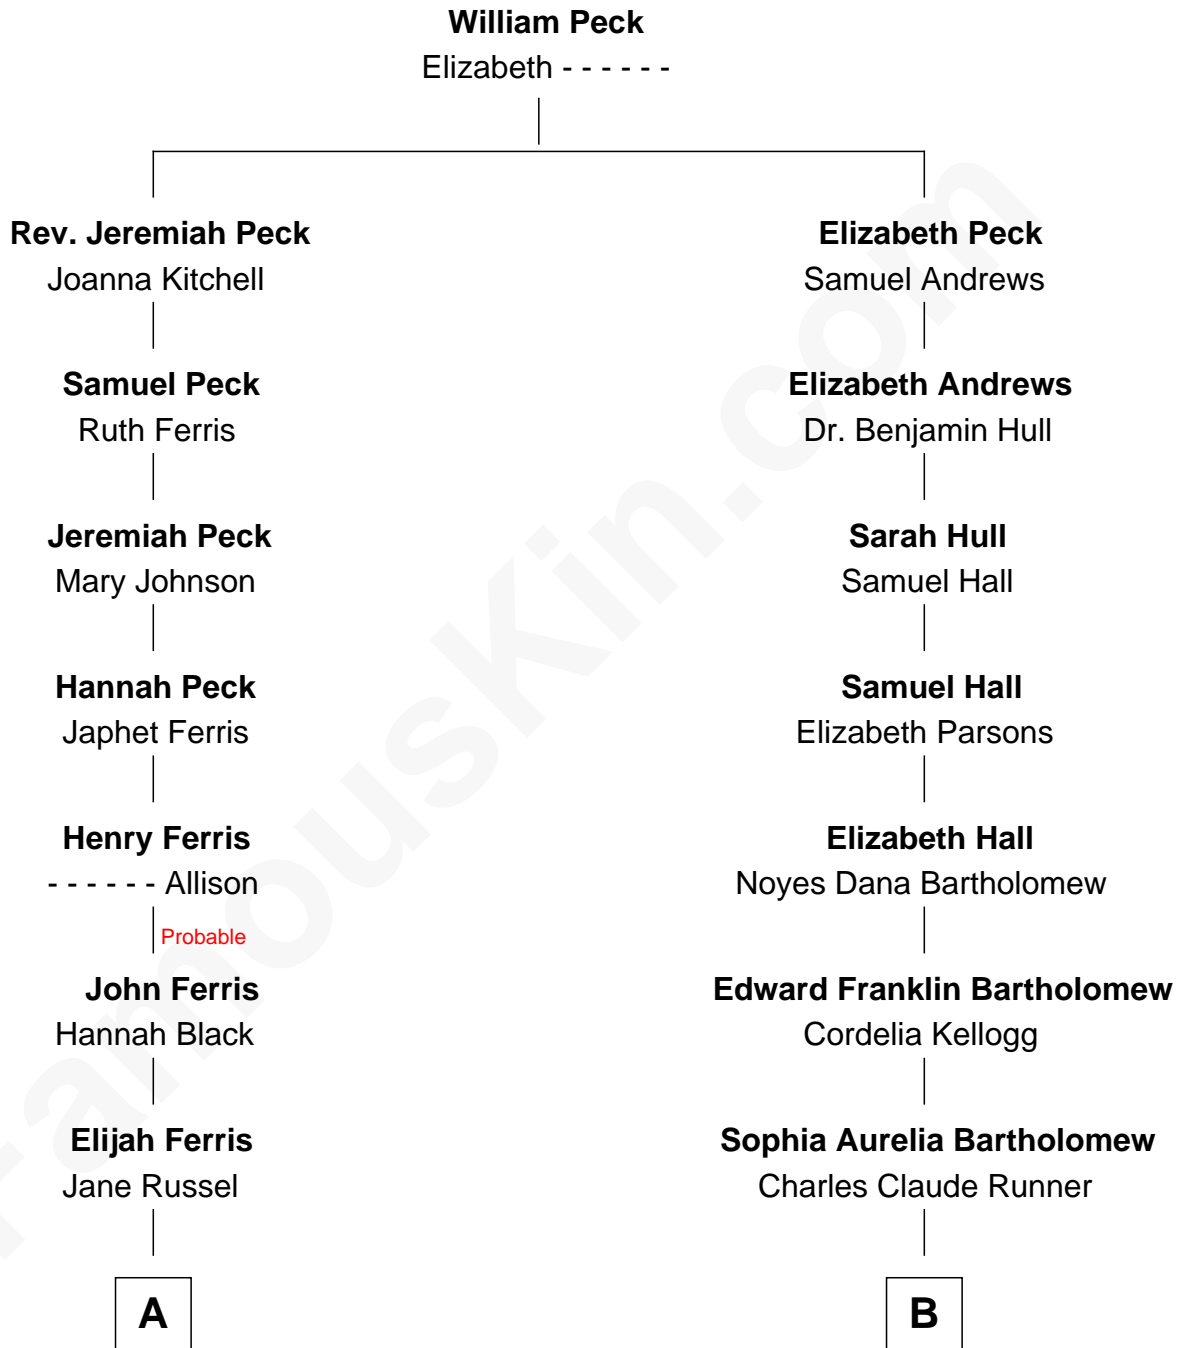 William Peck
Elizabeth - - - - - -
Rev. Jeremiah Peck
Joanna Kitchell
Samuel Peck
Ruth Ferris
Jeremiah Peck
Mary Johnson
Hannah Peck
Japhet Ferris
Henry Ferris
- - - - - - Allison
Probable
John Ferris
Hannah Black
Elijah Ferris
Jane Russel
A
Elizabeth Peck
Samuel Andrews
Elizabeth Andrews
Dr. Benjamin Hull
Sarah Hull
Samuel Hall
Samuel Hall
Elizabeth Parsons
Elizabeth Hall
Noyes Dana Bartholomew
Edward Franklin Bartholomew
Cordelia Kellogg
Sophia Aurelia Bartholomew
Charles Claude Runner
B
FamousKin.com